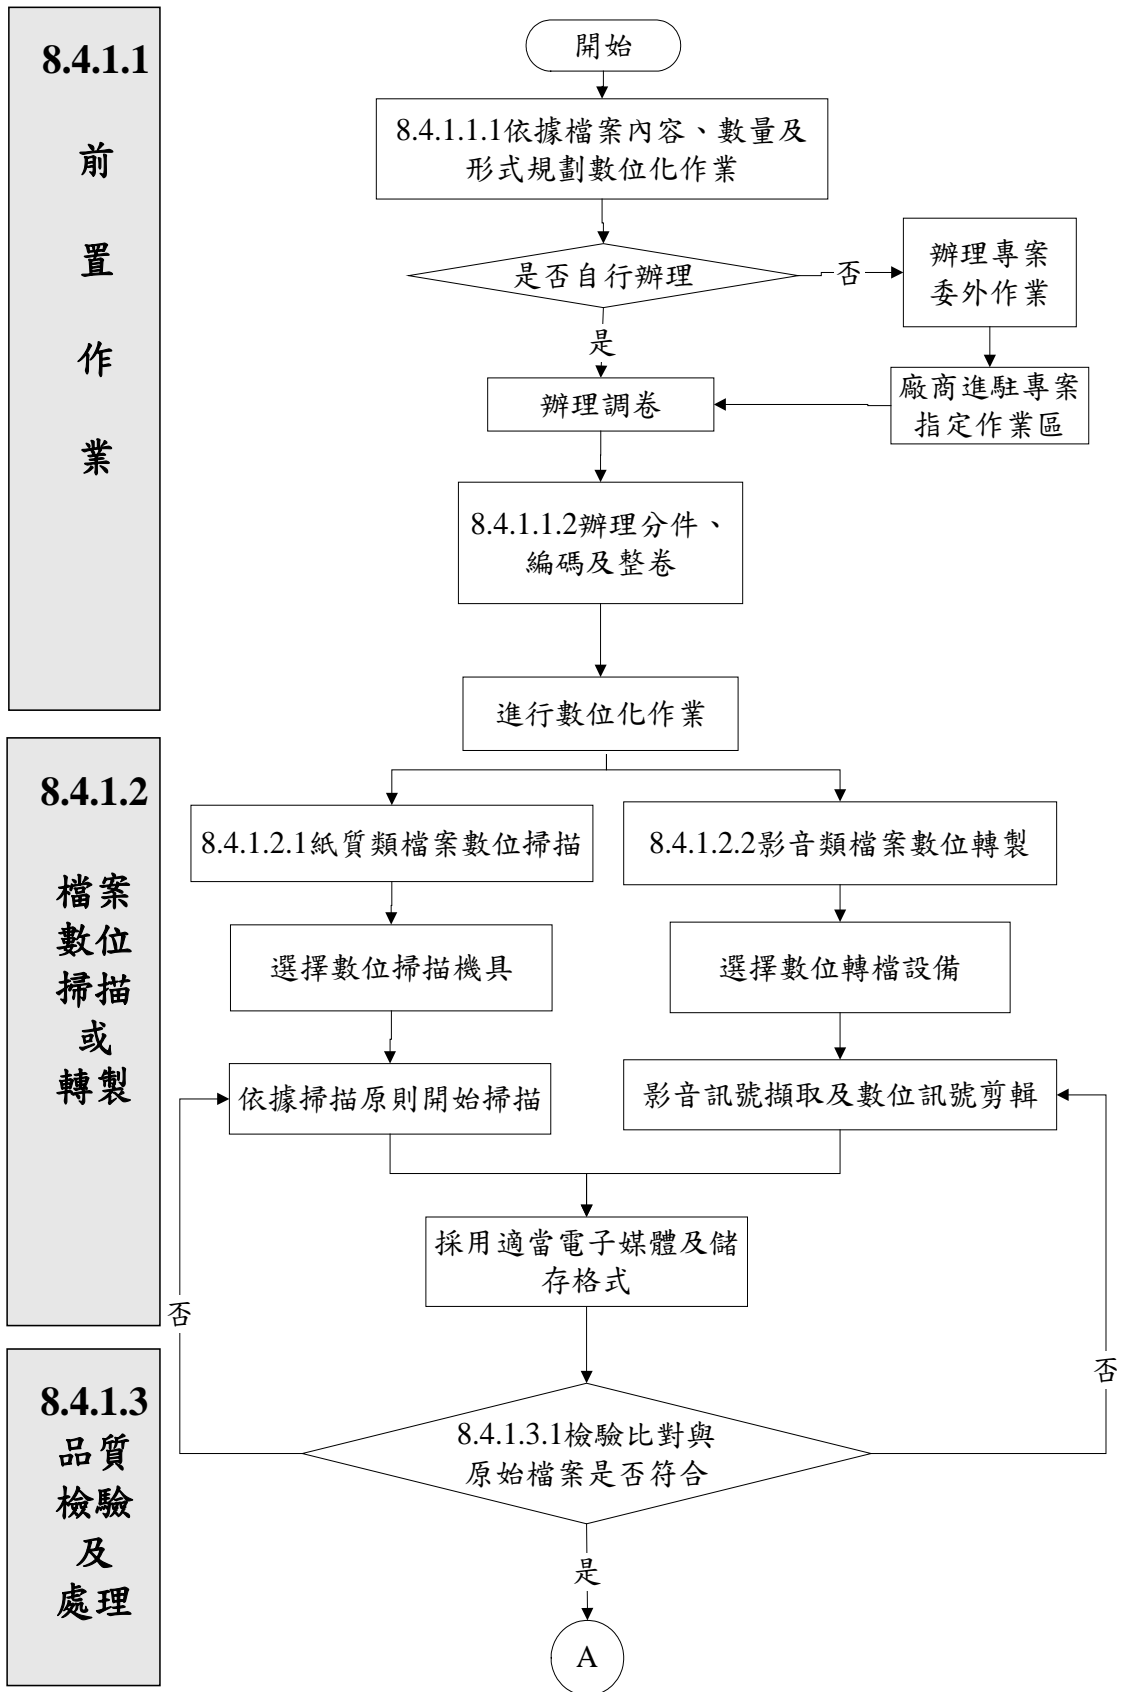 8.4.1.1
前
置
作
業
開始
8.4.1.1.1依據檔案內容、數量及
形式規劃數位化作業
是否自行辦理
否
辦理專案
委外作業
是
廠商進駐專案
指定作業區
辦理調卷
8.4.1.1.2辦理分件、
編碼及整卷
進行數位化作業
8.4.1.2
檔案
數位
掃描
或
轉製
8.4.1.2.1紙質類檔案數位掃描
8.4.1.2.2影音類檔案數位轉製
選擇數位掃描機具
選擇數位轉檔設備
依據掃描原則開始掃描
影音訊號擷取及數位訊號剪輯
採用適當電子媒體及儲
存格式
否
否
8.4.1.3
品質
檢驗
及
處理
8.4.1.3.1檢驗比對與
原始檔案是否符合
是
A